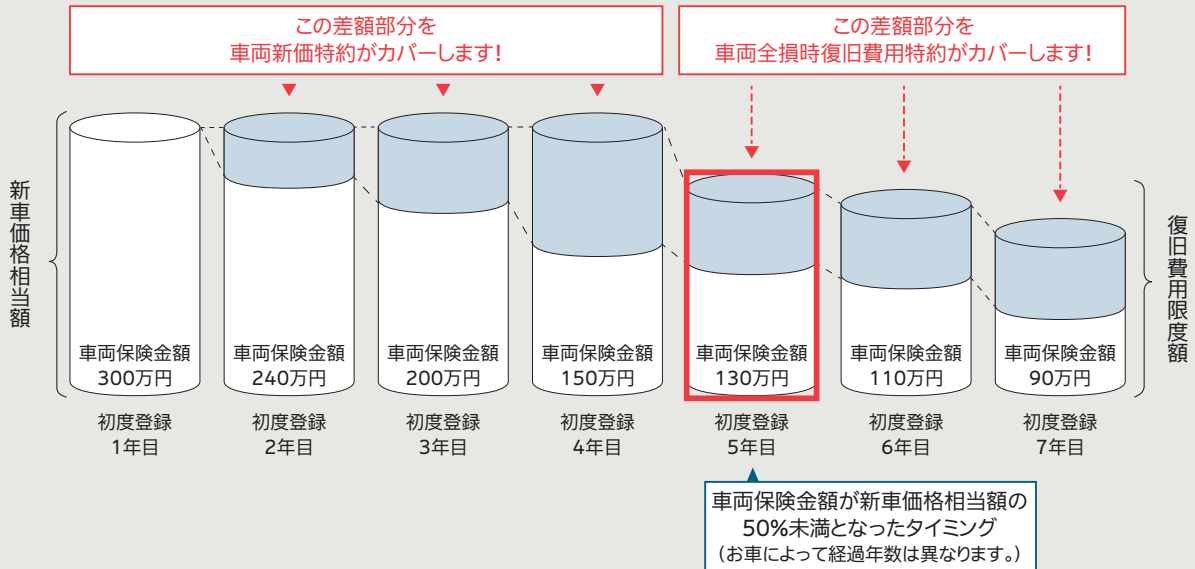 この差額部分を
車両新価特約がカバーします!
この差額部分を
車両全損時復旧費用特約がカバーします!
新車価格相当額
車両保険金額
300万円
車両保険金額
240万円
車両保険金額
200万円
車両保険金額
150万円
車両保険金額
130万円
車両保険金額
110万円
車両保険金額
90万円
復旧費用限度額
初度登録
1年目
初度登録
2年目
初度登録
3年目
初度登録
4年目
初度登録
5年目
初度登録
6年目
初度登録
7年目
車両保険金額が新車価格相当額の
50%未満となったタイミング
(お車によって経過年数は異なります。)